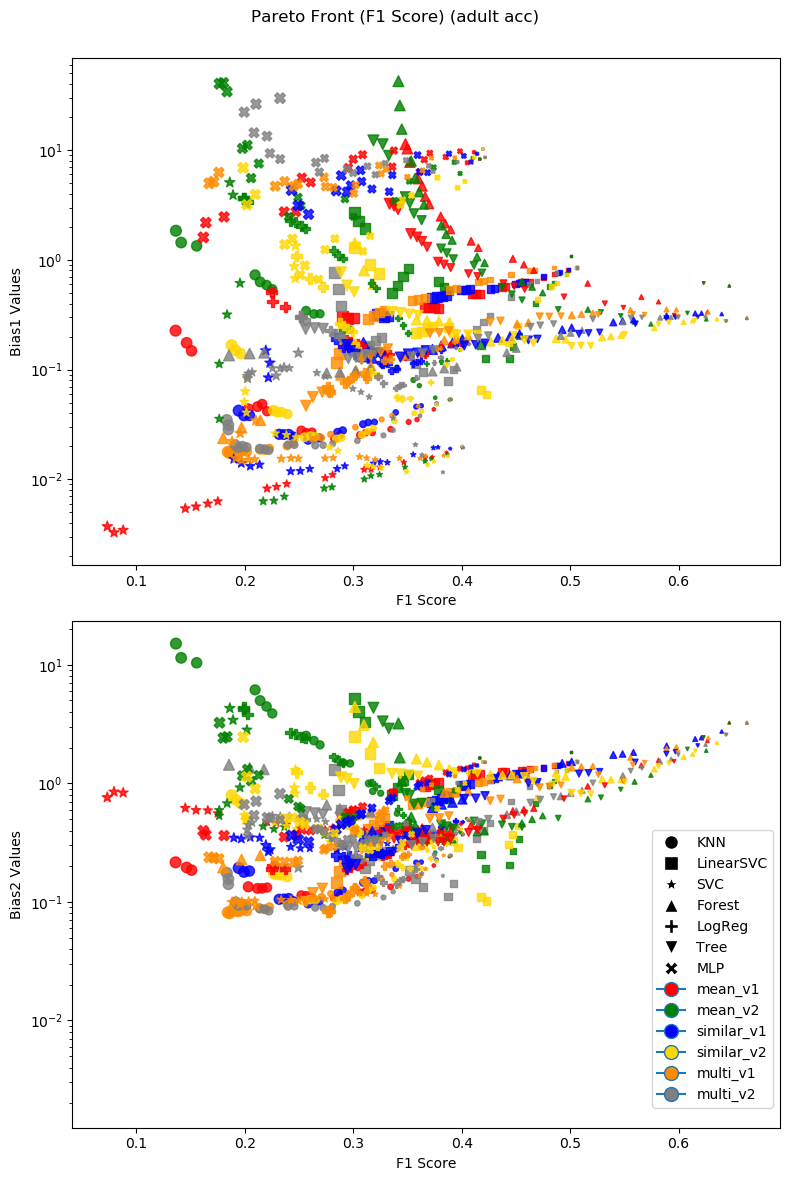 Pareto Front (F1 Score) (adult acc)
Bias1 Values
10^1
10^0
10^-1
10^-2
0.1 0.2 0.3 0.4 0.5 0.6
F1 Score
Bias2 Values
10^1
10^0
10^-1
10^-2
KNN
LinearSVC
SVC
Forest
LogReg
Tree
MLP
mean_v1
mean_v2
similar_v1
similar_v2
multi_v1
multi_v2
0.1 0.2 0.3 0.4 0.5 0.6
F1 Score